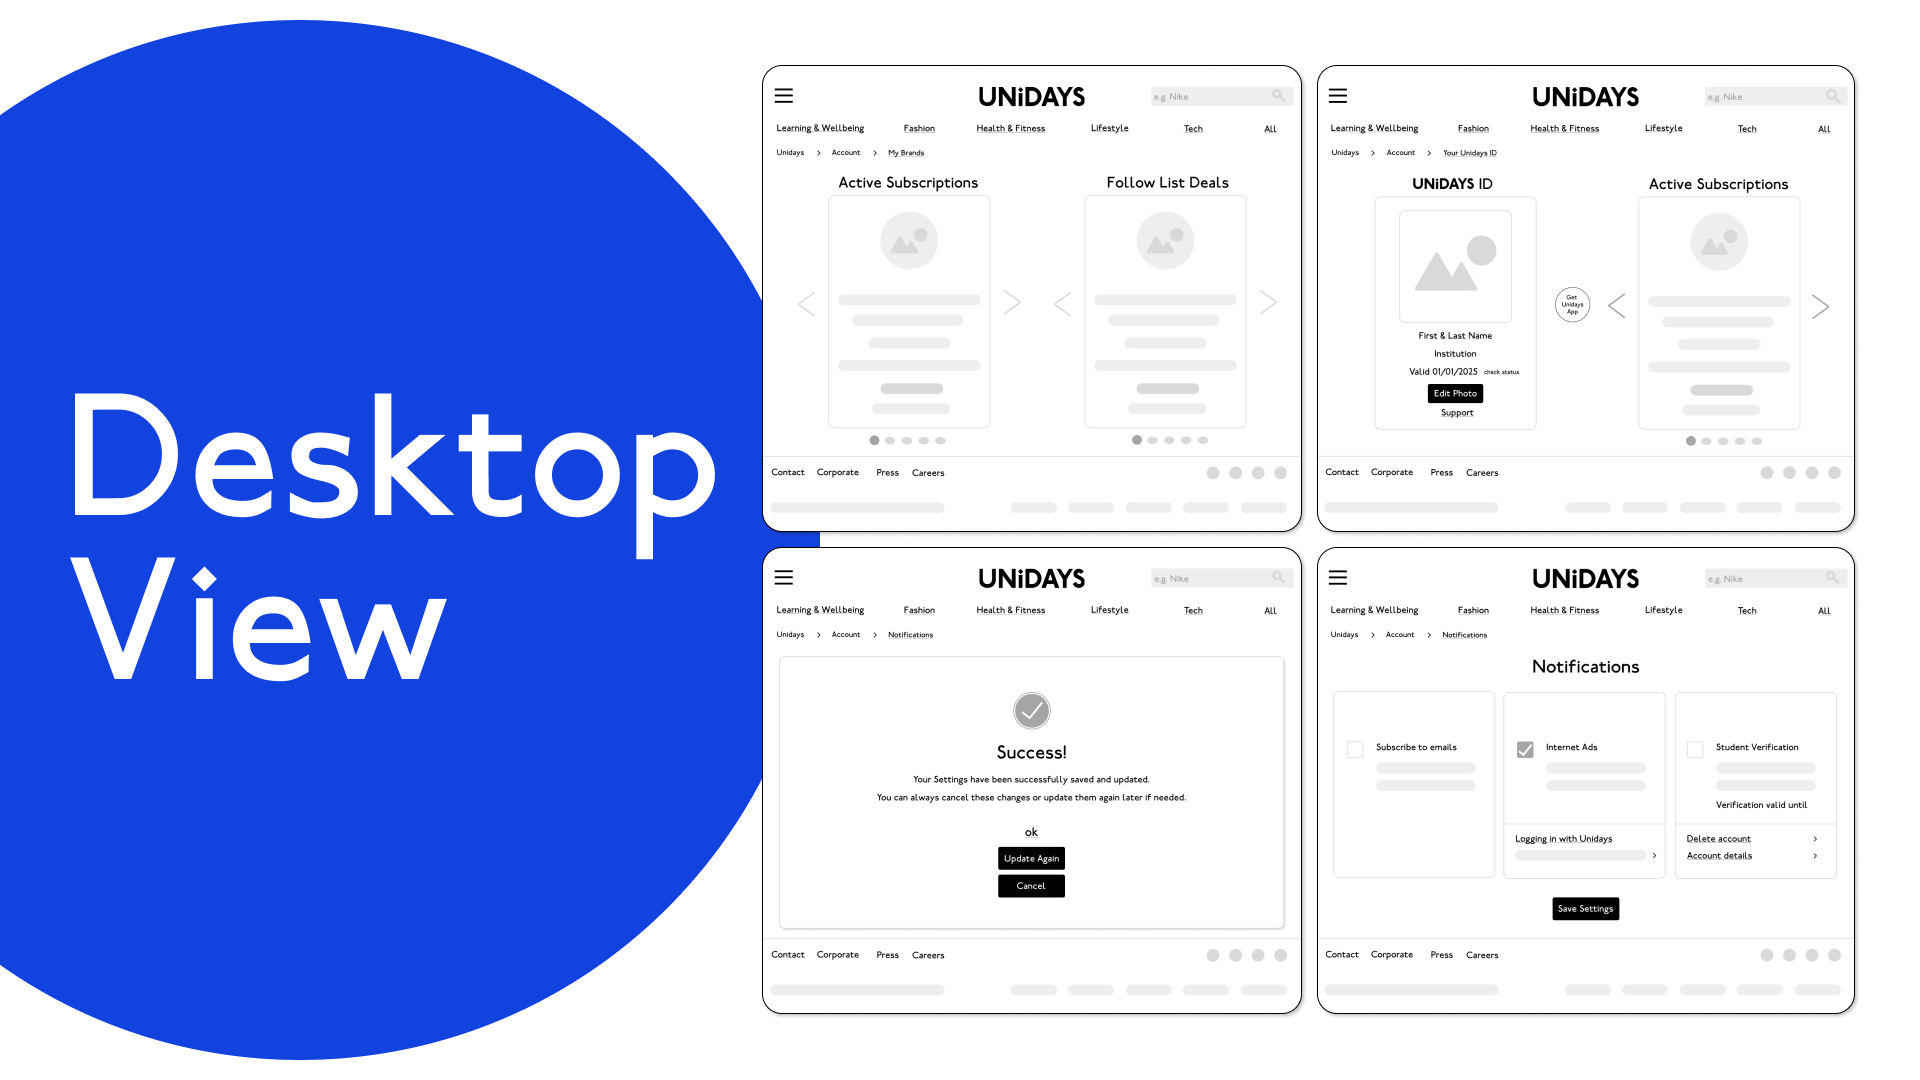 Desktop
View
UNiDAYS
e.g. Nike
Learning & Wellbeing Fashion Health & Fitness Lifestyle Tech All
Unidays > Account > My Brands
Active Subscriptions Follow List Deals
Contact Corporate Press Careers
UNiDAYS
e.g. Nike
Learning & Wellbeing Fashion Health & Fitness Lifestyle Tech All
Unidays > Account > Your Unidays ID
UNiDAYS ID
First & Last Name
Institution
Valid 01/01/2025 check status
Edit Photo
Support
Get
Unidays
App
Active Subscriptions
Contact Corporate Press Careers
UNiDAYS
e.g. Nike
Learning & Wellbeing Fashion Health & Fitness Lifestyle Tech All
Unidays > Account > Notifications
Success!
Your Settings have been successfully saved and updated.
You can always cancel these changes or update them again later if needed.
ok
Update Again
Cancel
Contact Corporate Press Careers
UNiDAYS
e.g. Nike
Learning & Wellbeing Fashion Health & Fitness Lifestyle Tech All
Unidays > Account > Notifications
Notifications
Subscribe to emails
Internet Ads
Logging in with Unidays
>
Student Verification
Verification valid until
Delete account >
Account details >
Save Settings
Contact Corporate Press Careers